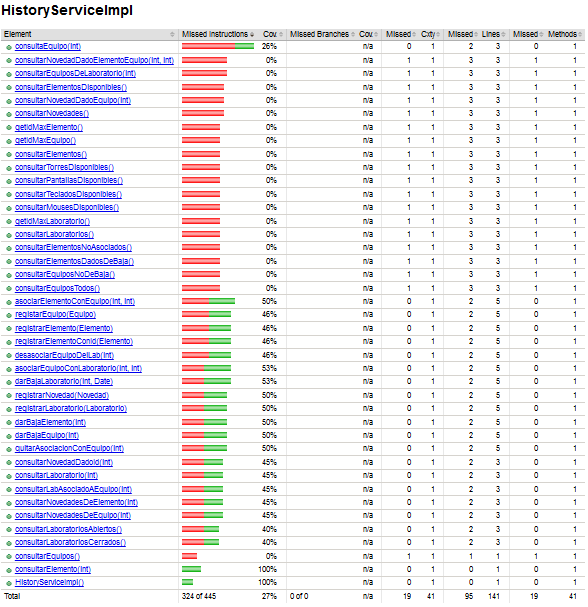 HistoryServiceImpl
Element Missed Instructions Cov. Missed Branches Cov. Missed Cxty Missed Lines Missed Methods
consultaEquipo(int) 26% n/a 0 1 2 3 0 1
consultarNovedadDadoElementoEquipo(int, int) 0% n/a 1 1 3 3 1 1
consultarEquiposDeLaboratorio(int) 0% n/a 1 1 3 3 1 1
consultarElementosDisponibles() 0% n/a 1 1 3 3 1 1
consultarNovedadDadoEquipo(int) 0% n/a 1 1 3 3 1 1
consultarNovedades() 0% n/a 1 1 3 3 1 1
getIdMaxElemento() 0% n/a 1 1 3 3 1 1
getIdMaxEquipo() 0% n/a 1 1 3 3 1 1
consultarElementos() 0% n/a 1 1 3 3 1 1
consultarTorresDisponibles() 0% n/a 1 1 3 3 1 1
consultarPantallasDisponibles() 0% n/a 1 1 3 3 1 1
consultarTecladosDisponibles() 0% n/a 1 1 3 3 1 1
consultarMousesDisponibles() 0% n/a 1 1 3 3 1 1
getIdMaxLaboratorio() 0% n/a 1 1 3 3 1 1
consultarLaboratorios() 0% n/a 1 1 3 3 1 1
consultarElementosNoAsociados() 0% n/a 1 1 3 3 1 1
consultarElementosDadosDeBaja() 0% n/a 1 1 3 3 1 1
consultarEquiposNoDeBaja() 0% n/a 1 1 3 3 1 1
consultarEquiposTodos() 0% n/a 1 1 3 3 1 1
asociarElementoConEquipo(int, int) 50% n/a 0 1 2 5 0 1
registarEquipo(Equipo) 46% n/a 0 1 2 5 0 1
registrarElemento(Elemento) 46% n/a 0 1 2 5 0 1
registrarElementoConId(Elemento) 46% n/a 0 1 2 5 0 1
desasociarEquipoDelLab(int) 46% n/a 0 1 2 5 0 1
asociarEquipoConLaboratorio(int, int) 53% n/a 0 1 2 5 0 1
darBajaLaboratorio(int, Date) 53% n/a 0 1 2 5 0 1
registrarNovedad(Novedad) 50% n/a 0 1 2 5 0 1
registrarLaboratorio(Laboratorio) 50% n/a 0 1 2 5 0 1
darBajaElemento(int) 50% n/a 0 1 2 5 0 1
darBajaEquipo(int) 50% n/a 0 1 2 5 0 1
quitarAsociacionConEquipo(int) 50% n/a 0 1 2 5 0 1
consultarNovedadDadoId(int) 45% n/a 0 1 2 3 0 1
consultarLaboratorio(int) 45% n/a 0 1 2 3 0 1
consultarLabAsociadoAEquipo(int) 45% n/a 0 1 2 3 0 1
consultarNovedadesDeElemento(int) 45% n/a 0 1 2 3 0 1
consultarNovedadesDeEquipo(int) 45% n/a 0 1 2 3 0 1
consultarLaboratoriosAbiertos() 40% n/a 0 1 2 3 0 1
consultarLaboratoriosCerrados() 40% n/a 0 1 2 3 0 1
consultarEquipos() 0% n/a 1 1 1 1 1 1
consultarElemento(int) 100% n/a 0 1 0 1 0 1
HistoryServiceImpl() 100% n/a 0 1 0 1 0 1
Total 324 of 445 27% 0 of 0 n/a 19 41 95 141 19 41